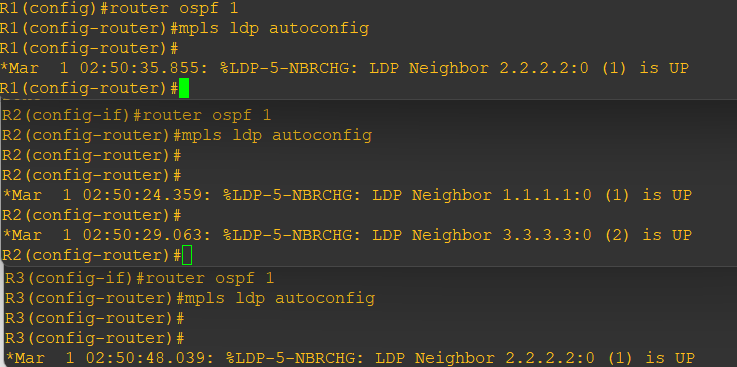 R1(config)#router ospf 1
R1(config-router)#mpls ldp autoconfig
R1(config-router)#
*Mar  1 02:50:35.855: %LDP-5-NBRCHG: LDP Neighbor 2.2.2.2:0 (1) is UP
R1(config-router)#
R2(config-if)#router ospf 1
R2(config-router)#mpls ldp autoconfig
R2(config-router)#
R2(config-router)#
*Mar  1 02:50:24.359: %LDP-5-NBRCHG: LDP Neighbor 1.1.1.1:0 (1) is UP
R2(config-router)#
*Mar  1 02:50:29.063: %LDP-5-NBRCHG: LDP Neighbor 3.3.3.3:0 (2) is UP
R2(config-router)#
R3(config-if)#router ospf 1
R3(config-router)#mpls ldp autoconfig
R3(config-router)#
R3(config-router)#
*Mar  1 02:50:48.039: %LDP-5-NBRCHG: LDP Neighbor 2.2.2.2:0 (1) is UP